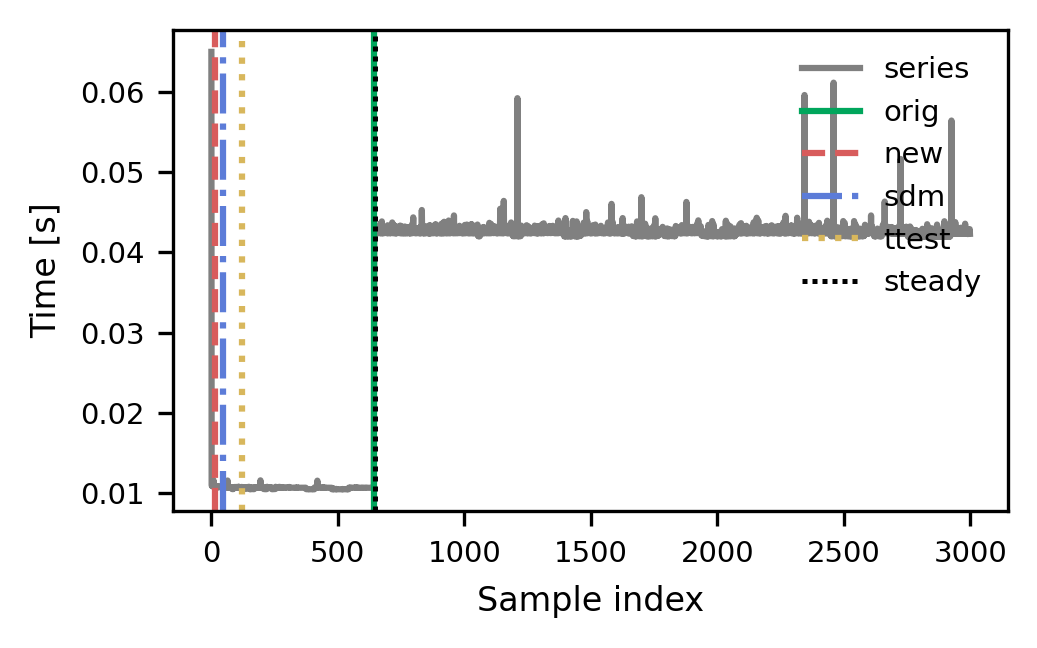 series
orig
new
sdm
ttest
steady
0.06
0.05
0.04
0.03
0.02
0.01
Time [s]
0 500 1000 1500 2000 2500 3000
Sample index